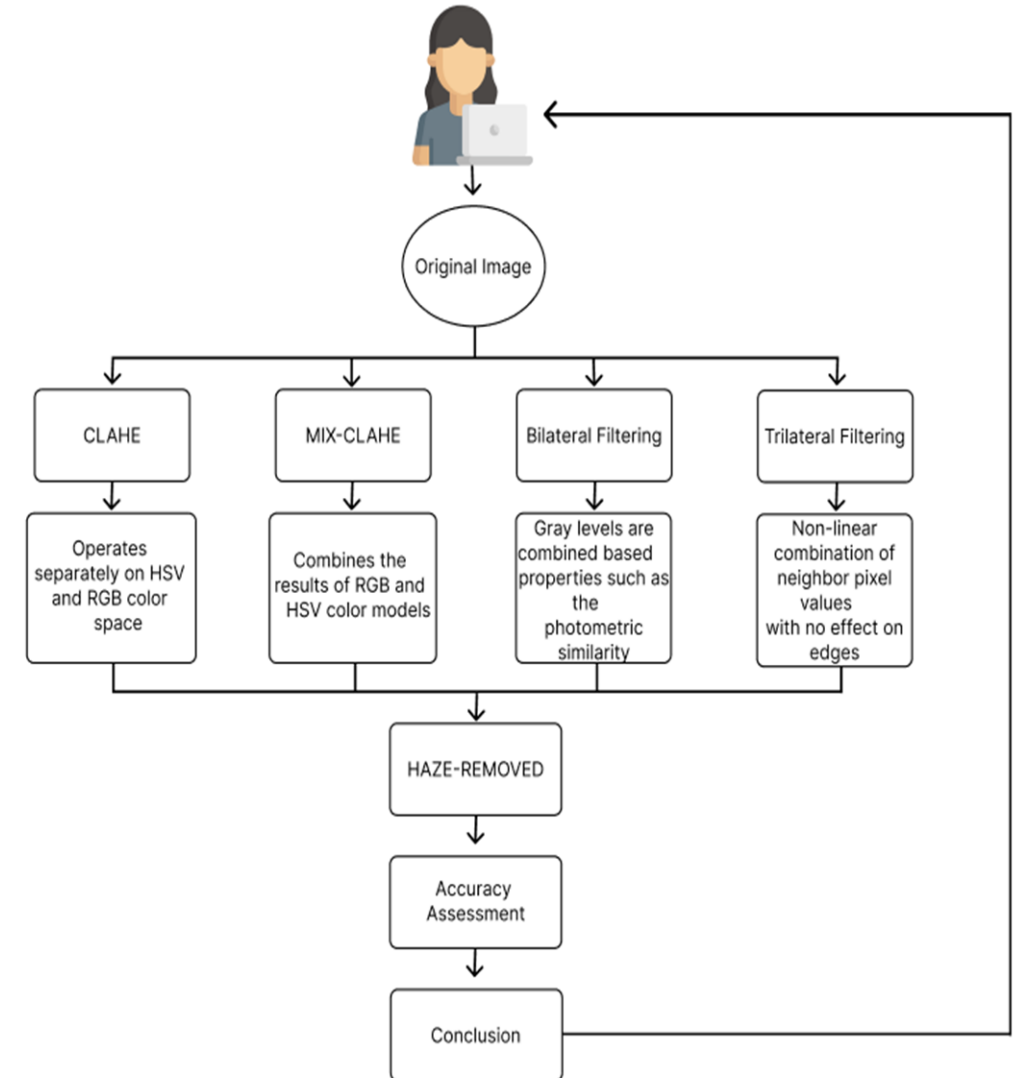 Original Image
CLAHE
MIX-CLAHE
Bilateral Filtering
Trilateral Filtering
Operates
separately on HSV
and RGB color
space
Combines the
results of RGB and
HSV color models
Gray levels are
combined based
properties such as
the
photometric
similarity
Non-linear
combination of
neighbor pixel
values
with no effect on
edges
HAZE-REMOVED
Accuracy
Assessment
Conclusion